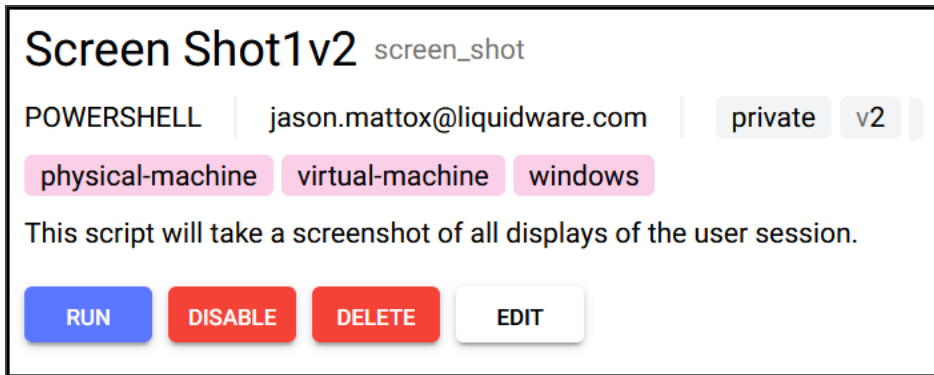 Screen Shot1v2 screen_shot
POWERSHELL jason.mattox@liquidware.com private v2
physical-machine virtual-machine windows
This script will take a screenshot of all displays of the user session.
RUN DISABLE DELETE EDIT